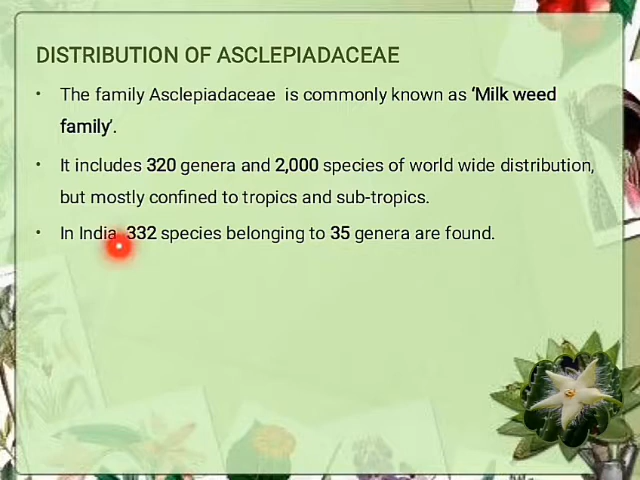 DISTRIBUTION OF ASCLEPIADACEAE
• The family Asclepiadaceae is commonly known as ‘Milk weed
family’.
• It includes 320 genera and 2,000 species of world wide distribution,
but mostly confined to tropics and sub-tropics.
• In India, 332 species belonging to 35 genera are found.